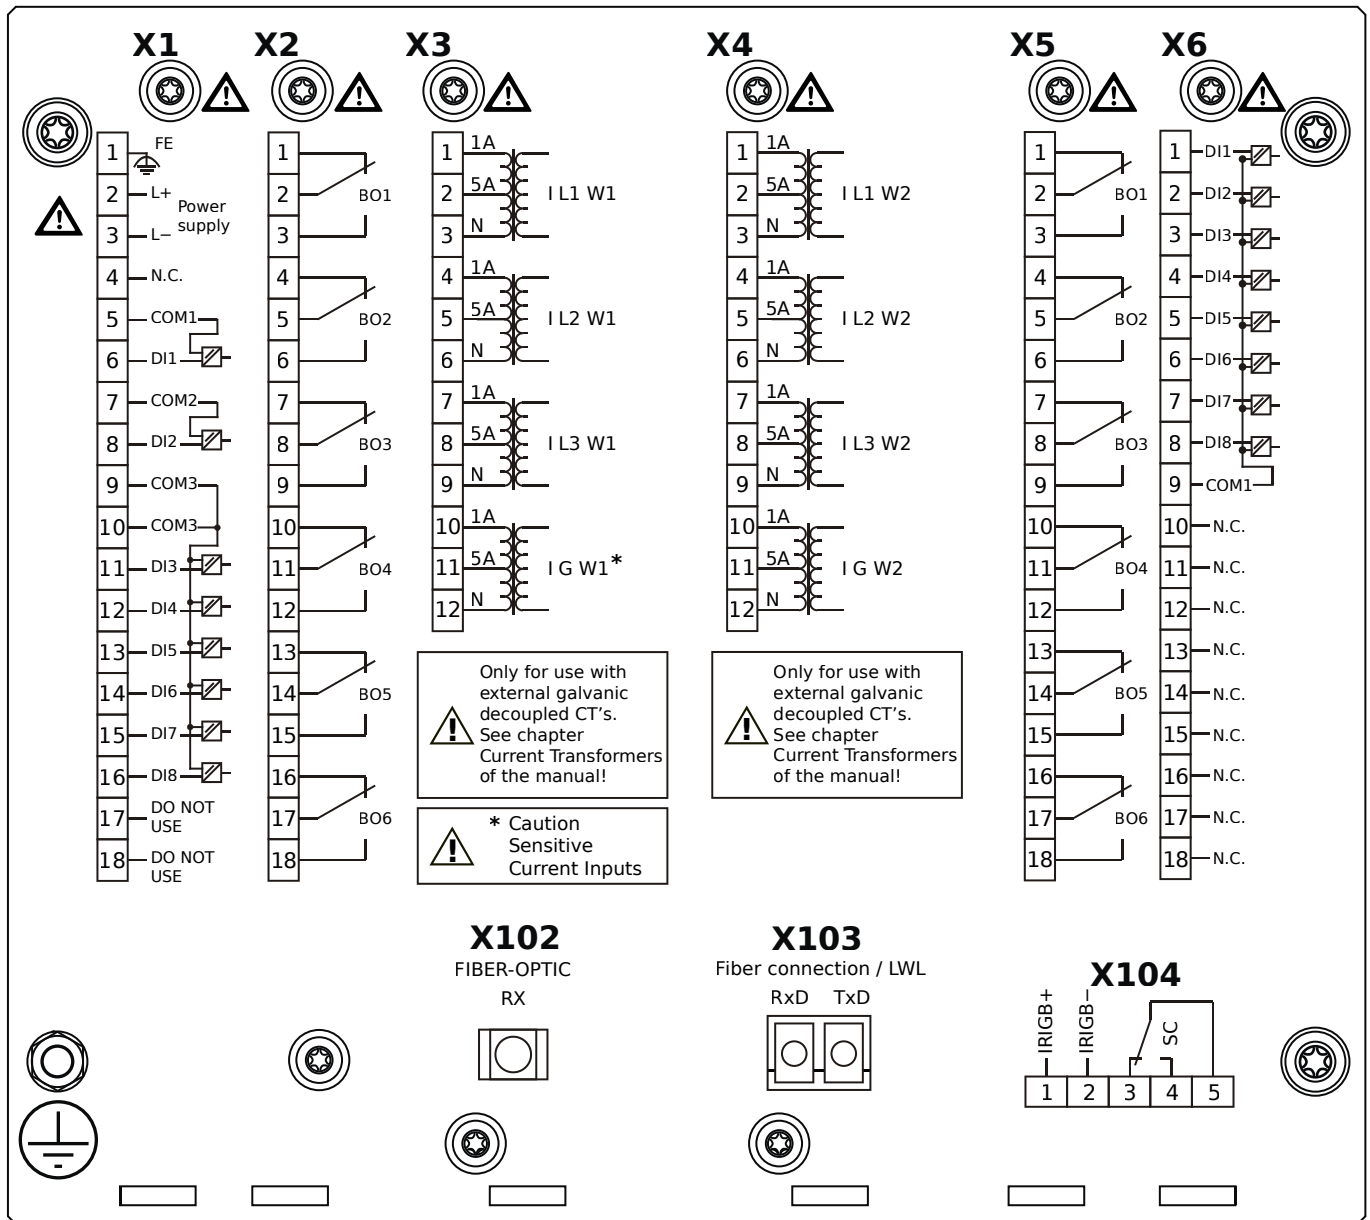 X1 X2 X3 X4 X5 X6
1 FE
2 L+
Power
supply
3 L−
4 N.C.
5 COM1
6 DI1
7 COM2
8 DI2
9 COM3
10 COM3
11 DI3
12 DI4
13 DI5
14 DI6
15 DI7
16 DI8
17 DO NOT
USE
18 DO NOT
USE
1
2 BO1
3
4
5 BO2
6
7
8 BO3
9
10
11 BO4
12
13
14 BO5
15
16
17 BO6
18
1 1A
2 5A I L1 W1
3 N
4 1A
5 5A I L2 W1
6 N
7 1A
8 5A I L3 W1
9 N
10 1A
11 5A I G W1*
12 N
Only for use with
external galvanic
decoupled CT's.
See chapter
Current Transformers
of the manual!
* Caution
Sensitive
Current Inputs
1 1A
2 5A I L1 W2
3 N
4 1A
5 5A I L2 W2
6 N
7 1A
8 5A I L3 W2
9 N
10 1A
11 5A I G W2
12 N
Only for use with
external galvanic
decoupled CT's.
See chapter
Current Transformers
of the manual!
1
2 BO1
3
4
5 BO2
6
7
8 BO3
9
10
11 BO4
12
13
14 BO5
15
16
17 BO6
18
1 DI1
2 DI2
3 DI3
4 DI4
5 DI5
6 DI6
7 DI7
8 DI8
9 COM1
10 N.C.
11 N.C.
12 N.C.
13 N.C.
14 N.C.
15 N.C.
16 N.C.
17 N.C.
18 N.C.
X102
FIBER-OPTIC
RX
X103
Fiber connection / LWL
RxD TxD
X104
IRIGB+
IRIGB−
SC
1 2 3 4 5